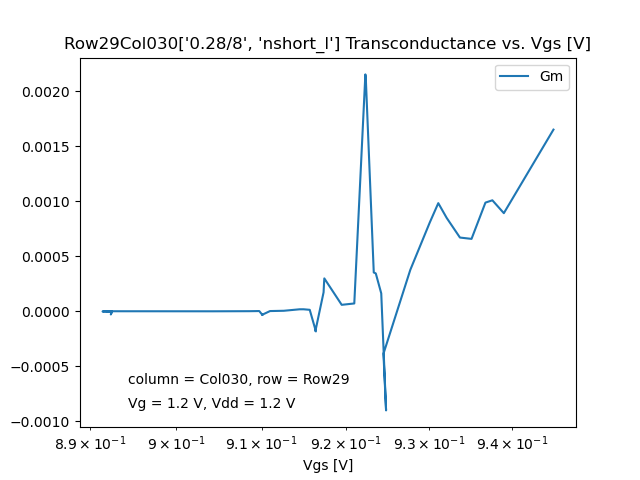 Row29Col030['0.28/8', 'nshort_l'] Transconductance vs. Vgs [V]
Gm
0.0020
0.0015
0.0010
0.0005
0.0000
−0.0005
−0.0010
column = Col030, row = Row29
Vg = 1.2 V, Vdd = 1.2 V
8.9 × 10⁻¹ 9 × 10⁻¹ 9.1 × 10⁻¹ 9.2 × 10⁻¹ 9.3 × 10⁻¹ 9.4 × 10⁻¹
Vgs [V]